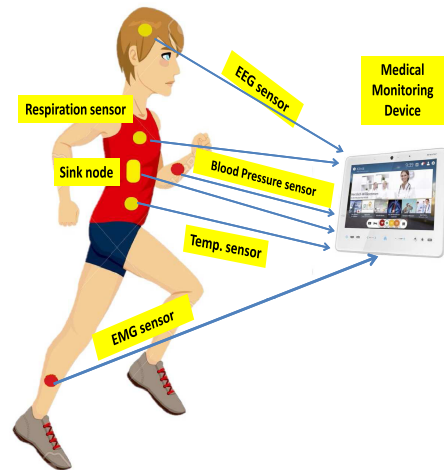 EEG sensor
Medical
Monitoring
Device
Respiration sensor
Sink node
Blood Pressure sensor
Temp. sensor
EMG sensor